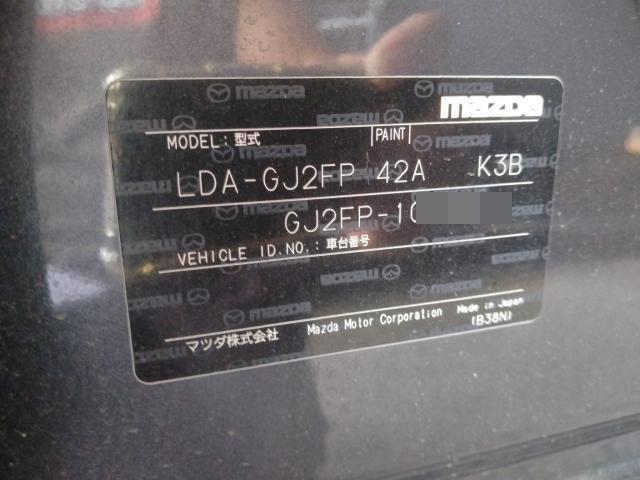 mazda
MODEL: 型式 PAINT
LDA-GJ2FP 42A K3B
GJ2FP-10
VEHICLE ID.NO.: 車台番号
マツダ株式会社 Mazda Motor Corporation Made in Japan
(B38N)